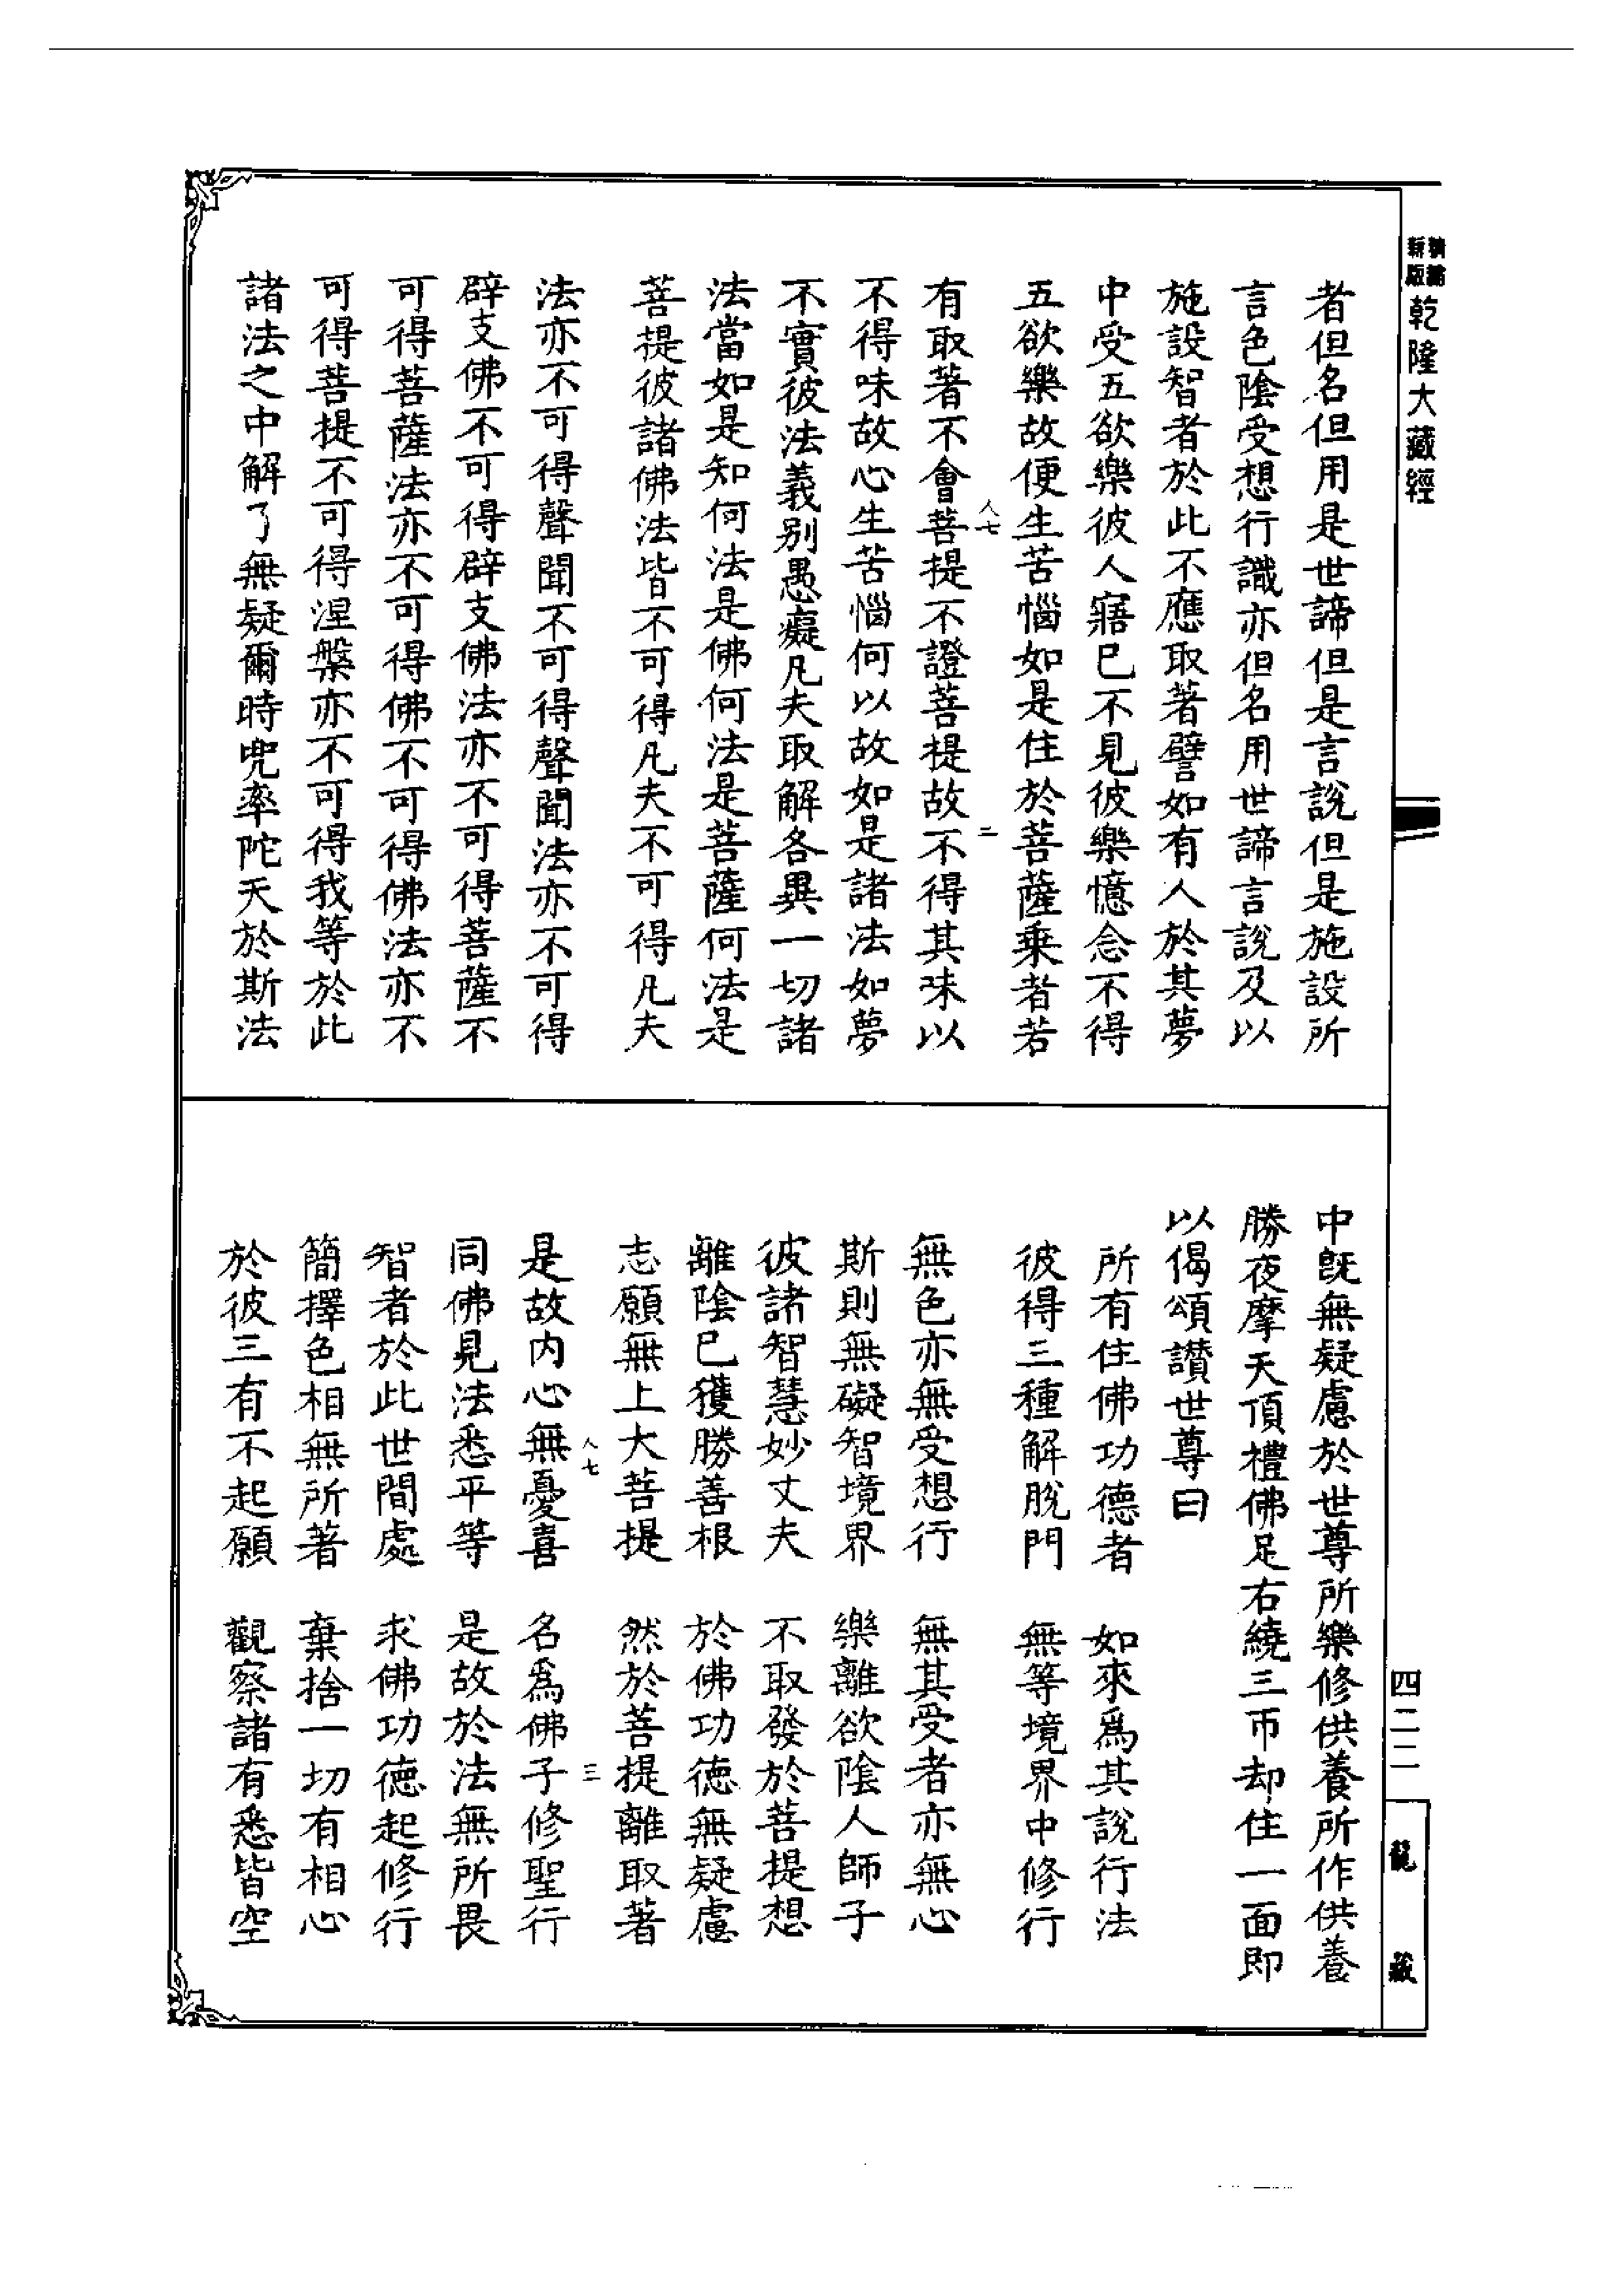 乾隆大藏經
者但名但用是世諦但是言說但是施設所
言色陰受想行識亦但名用世諦言說及以
施設智者於此不應取著譬如有人於其夢
中受五欲樂彼人寤已不見彼樂憶念不得
五欲樂故便生苦惱如是住於菩薩乘者若
人七
二
有取著不會菩提不證菩提故不得其味以
不得味故心生苦惱何以故如是諸法如夢
不實彼法義別愚癡凡夫取解各異一切諸
法當如是知何法是佛何法是菩薩何法是
菩提彼諸佛法皆不可得凡夫不可得凡夫
法亦不可得聲聞不可得聲聞法亦不可得
辟支佛不可得辟支佛法亦不可得菩薩不
可得菩薩法亦不可得佛不可得佛法亦不
可得菩提不可得涅槃亦不可得我等於此
諸法之中解了無疑爾時兜率陀天於斯法
中旣無疑慮於世尊所樂修供養所作供養
勝夜摩天頂禮佛足右繞三帀却住一面即
以偈頌讃世尊曰
所有住佛功德者　如來爲其說行法
彼得三種解脫門　無等境界中修行
無色亦無受想行　無其受者亦無心
斯則無礙智境界　樂離欲陰人師子
彼諸智慧妙丈夫　不取發於菩提想
離陰已獲勝善根　於佛功德無疑慮
志願無上大菩提　然於菩提離取著
人七
三
是故內心無憂喜　名爲佛子修聖行
同佛見法悉平等　是故於法無所畏
智者於此世間處　求佛功德起修行
簡擇色相無所著　棄捨一切有相心
於彼三有不起願　觀察諸有悉皆空
四二二
龍藏